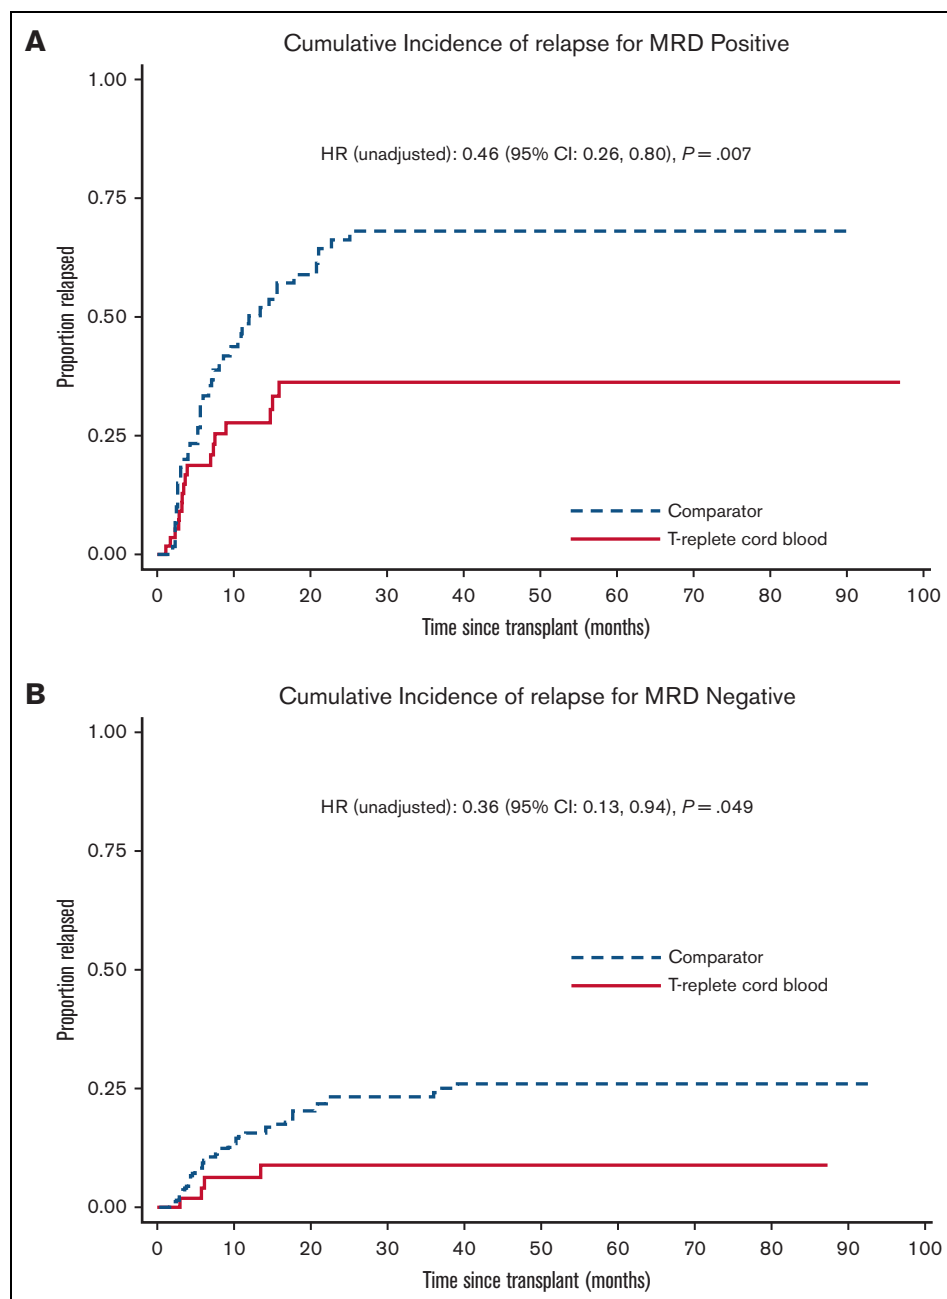 A
Cumulative Incidence of relapse for MRD Positive
HR (unadjusted): 0.46 (95% CI: 0.26, 0.80), P = .007
Proportion relapsed
1.00
0.75
0.50
0.25
0.00
Comparator
T-replete cord blood
0 10 20 30 40 50 60 70 80 90 100
Time since transplant (months)
B
Cumulative Incidence of relapse for MRD Negative
HR (unadjusted): 0.36 (95% CI: 0.13, 0.94), P = .049
Proportion relapsed
1.00
0.75
0.50
0.25
0.00
Comparator
T-replete cord blood
0 10 20 30 40 50 60 70 80 90 100
Time since transplant (months)